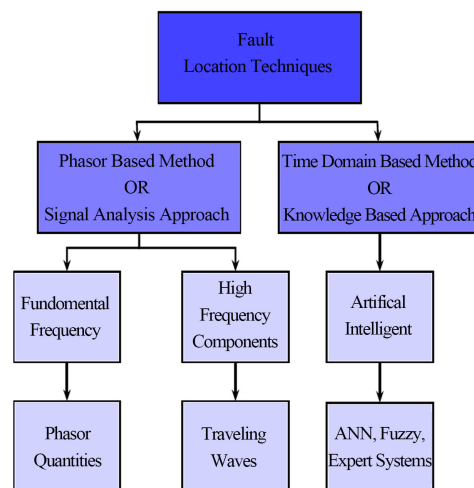 Fault
Location Techniques
Phasor Based Method
OR
Signal Analysis Approach
Time Domain Based Method
OR
Knowledge Based Approach
Fundomental
Frequency
High
Frequency
Components
Artifical
Intelligent
Phasor
Quantities
Traveling
Waves
ANN, Fuzzy,
Expert Systems